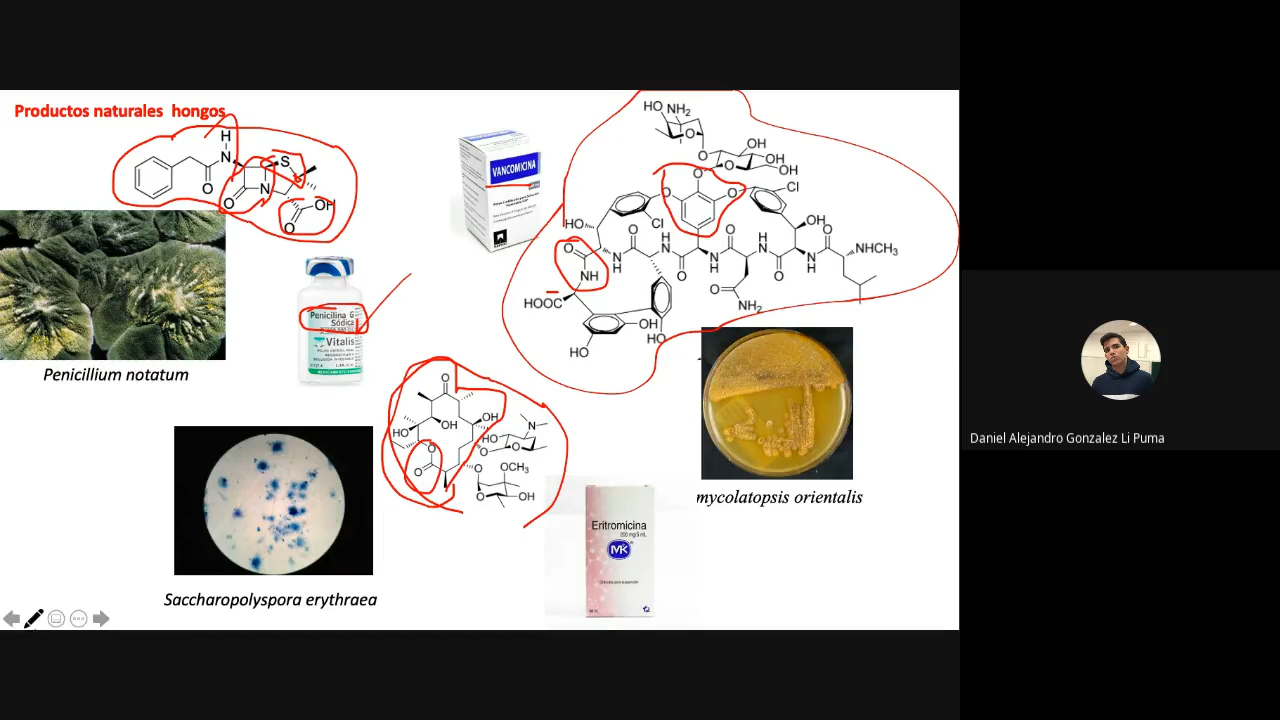 Productos naturales hongos
H
N
S
O
N
O
OH
O
VANCOMICINA
HO NH₂
O
O
OH
OH
OH
O
O
O
O
Cl
Cl
HO
OH
O
O
H
N
O
H
N
O
NHCH₃
N
H
O
N
H
O
N
H
NH
HOOC
O
NH₂
OH
HO
HO
Penicilina G
Sódica
Vitalis
Penicillium notatum
O
OH
OH
HO
O
O
HO
N
O
O
OCH₃
O
OH
Eritromicina
MK
mycolatopsis orientalis
Saccharopolyspora erythraea
Daniel Alejandro Gonzalez Li Puma